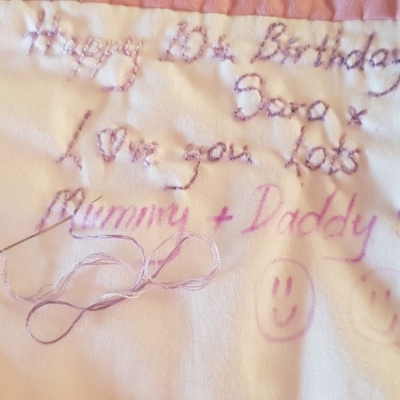 Happy 10th Birthday
Sara x
Love you Lots
Mummy + Daddy